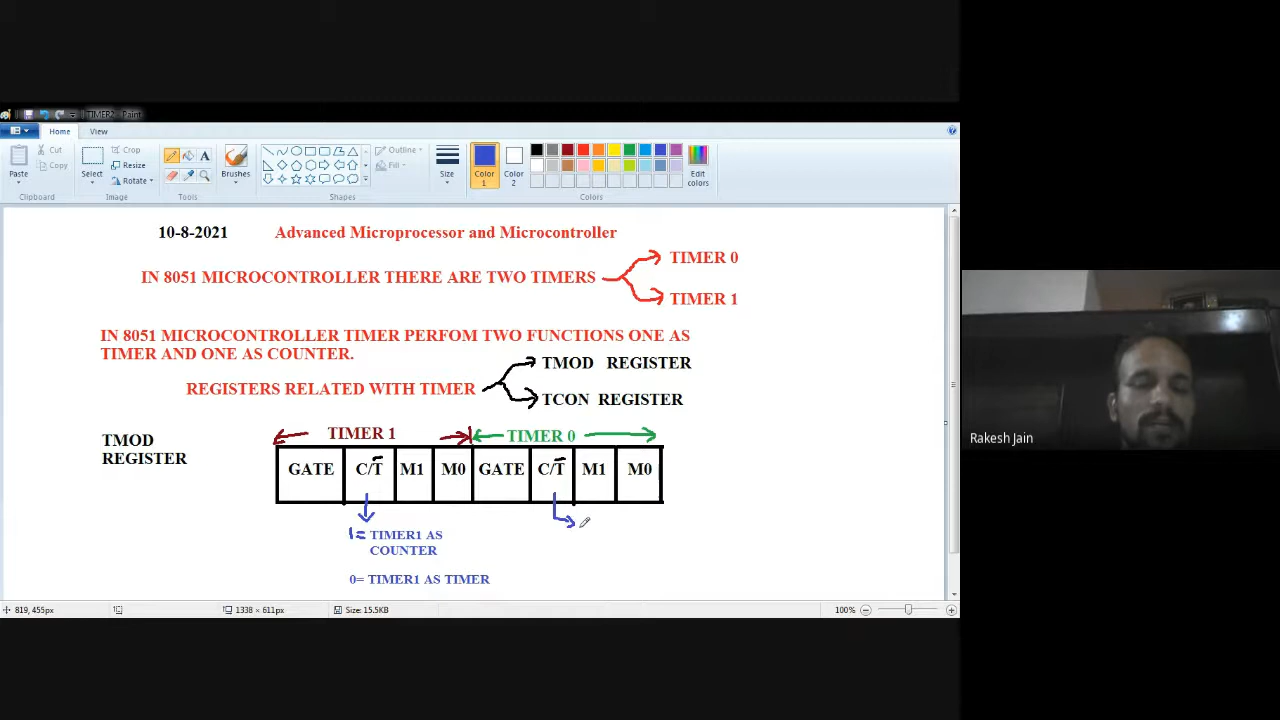 TIMER2 - Paint
Home
View
Paste
Cut
Copy
Clipboard
Select
Crop
Resize
Rotate
Image
A
Tools
Brushes
Shapes
Outline
Fill
Size
Color 1
Color 2
Edit colors
Colors
10-8-2021 Advanced Microprocessor and Microcontroller
IN 8051 MICROCONTROLLER THERE ARE TWO TIMERS
TIMER 0
TIMER 1
IN 8051 MICROCONTROLLER TIMER PERFOM TWO FUNCTIONS ONE AS
TIMER AND ONE AS COUNTER.
REGISTERS RELATED WITH TIMER
TMOD REGISTER
TCON REGISTER
TMOD
REGISTER
TIMER 1 TIMER 0
GATE C/T̅ M1 M0 GATE C/T̅ M1 M0
1= TIMER1 AS
COUNTER
0= TIMER1 AS TIMER
Rakesh Jain
819, 455px
1338 × 611px
Size: 15.5KB
100%